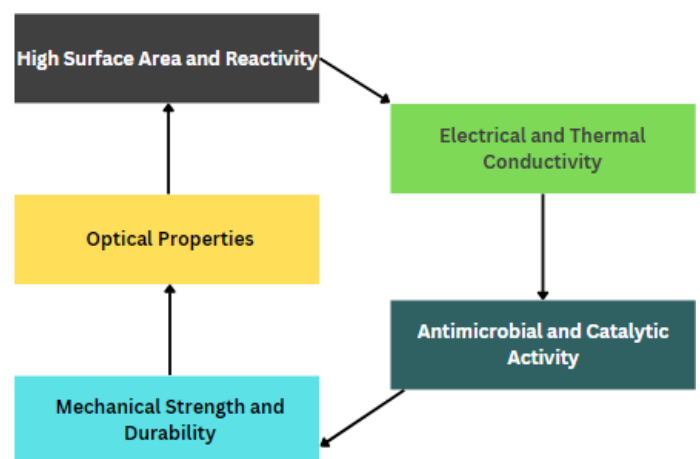 High Surface Area and Reactivity
Electrical and Thermal
Conductivity
Optical Properties
Antimicrobial and Catalytic
Activity
Mechanical Strength and
Durability